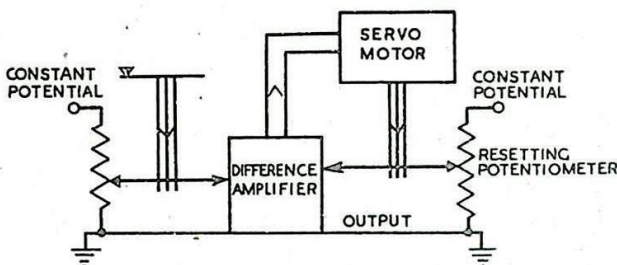 SERVO
MOTOR
CONSTANT
POTENTIAL
CONSTANT
POTENTIAL
DIFFERENCE
AMPLIFIER
RESETTING
POTENTIOMETER
OUTPUT